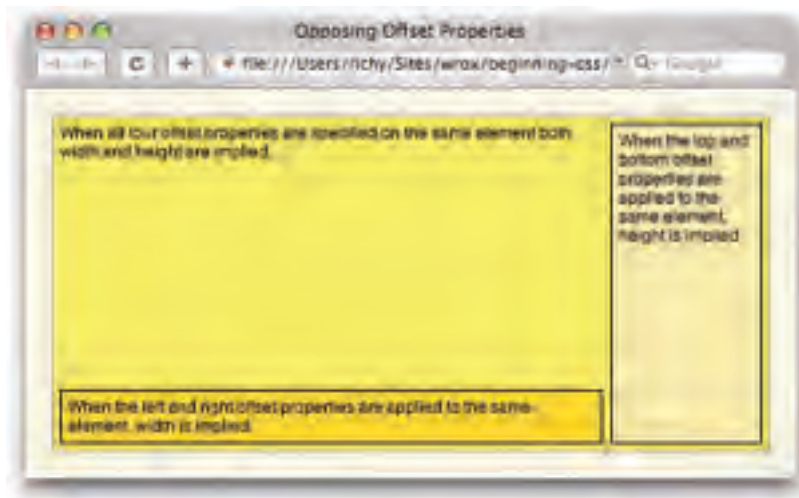 Opposing Offset Properties
file:///Users/richy/Sites/wrox/beginning-css/
Google
When all four offset properties are specified on the same element both
width and height are implied.
When the top and
bottom offset
properties are
applied to the
same element,
height is implied
When the left and right offset properties are applied to the same
element, width is implied.